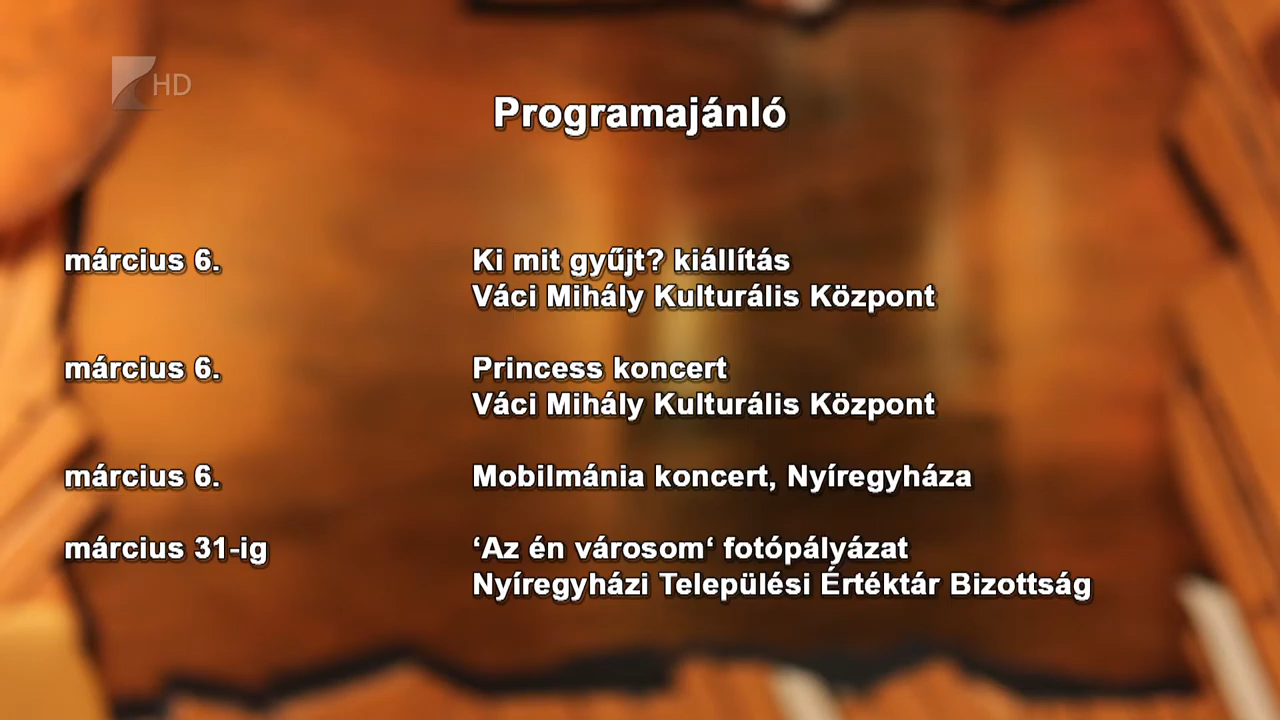 HD
Programajánló
március 6. Ki mit gyűjt? kiállítás
Váci Mihály Kulturális Központ
március 6. Princess koncert
Váci Mihály Kulturális Központ
március 6. Mobilmánia koncert, Nyíregyháza
március 31-ig ‘Az én városom‘ fotópályázat
Nyíregyházi Települési Értéktár Bizottság